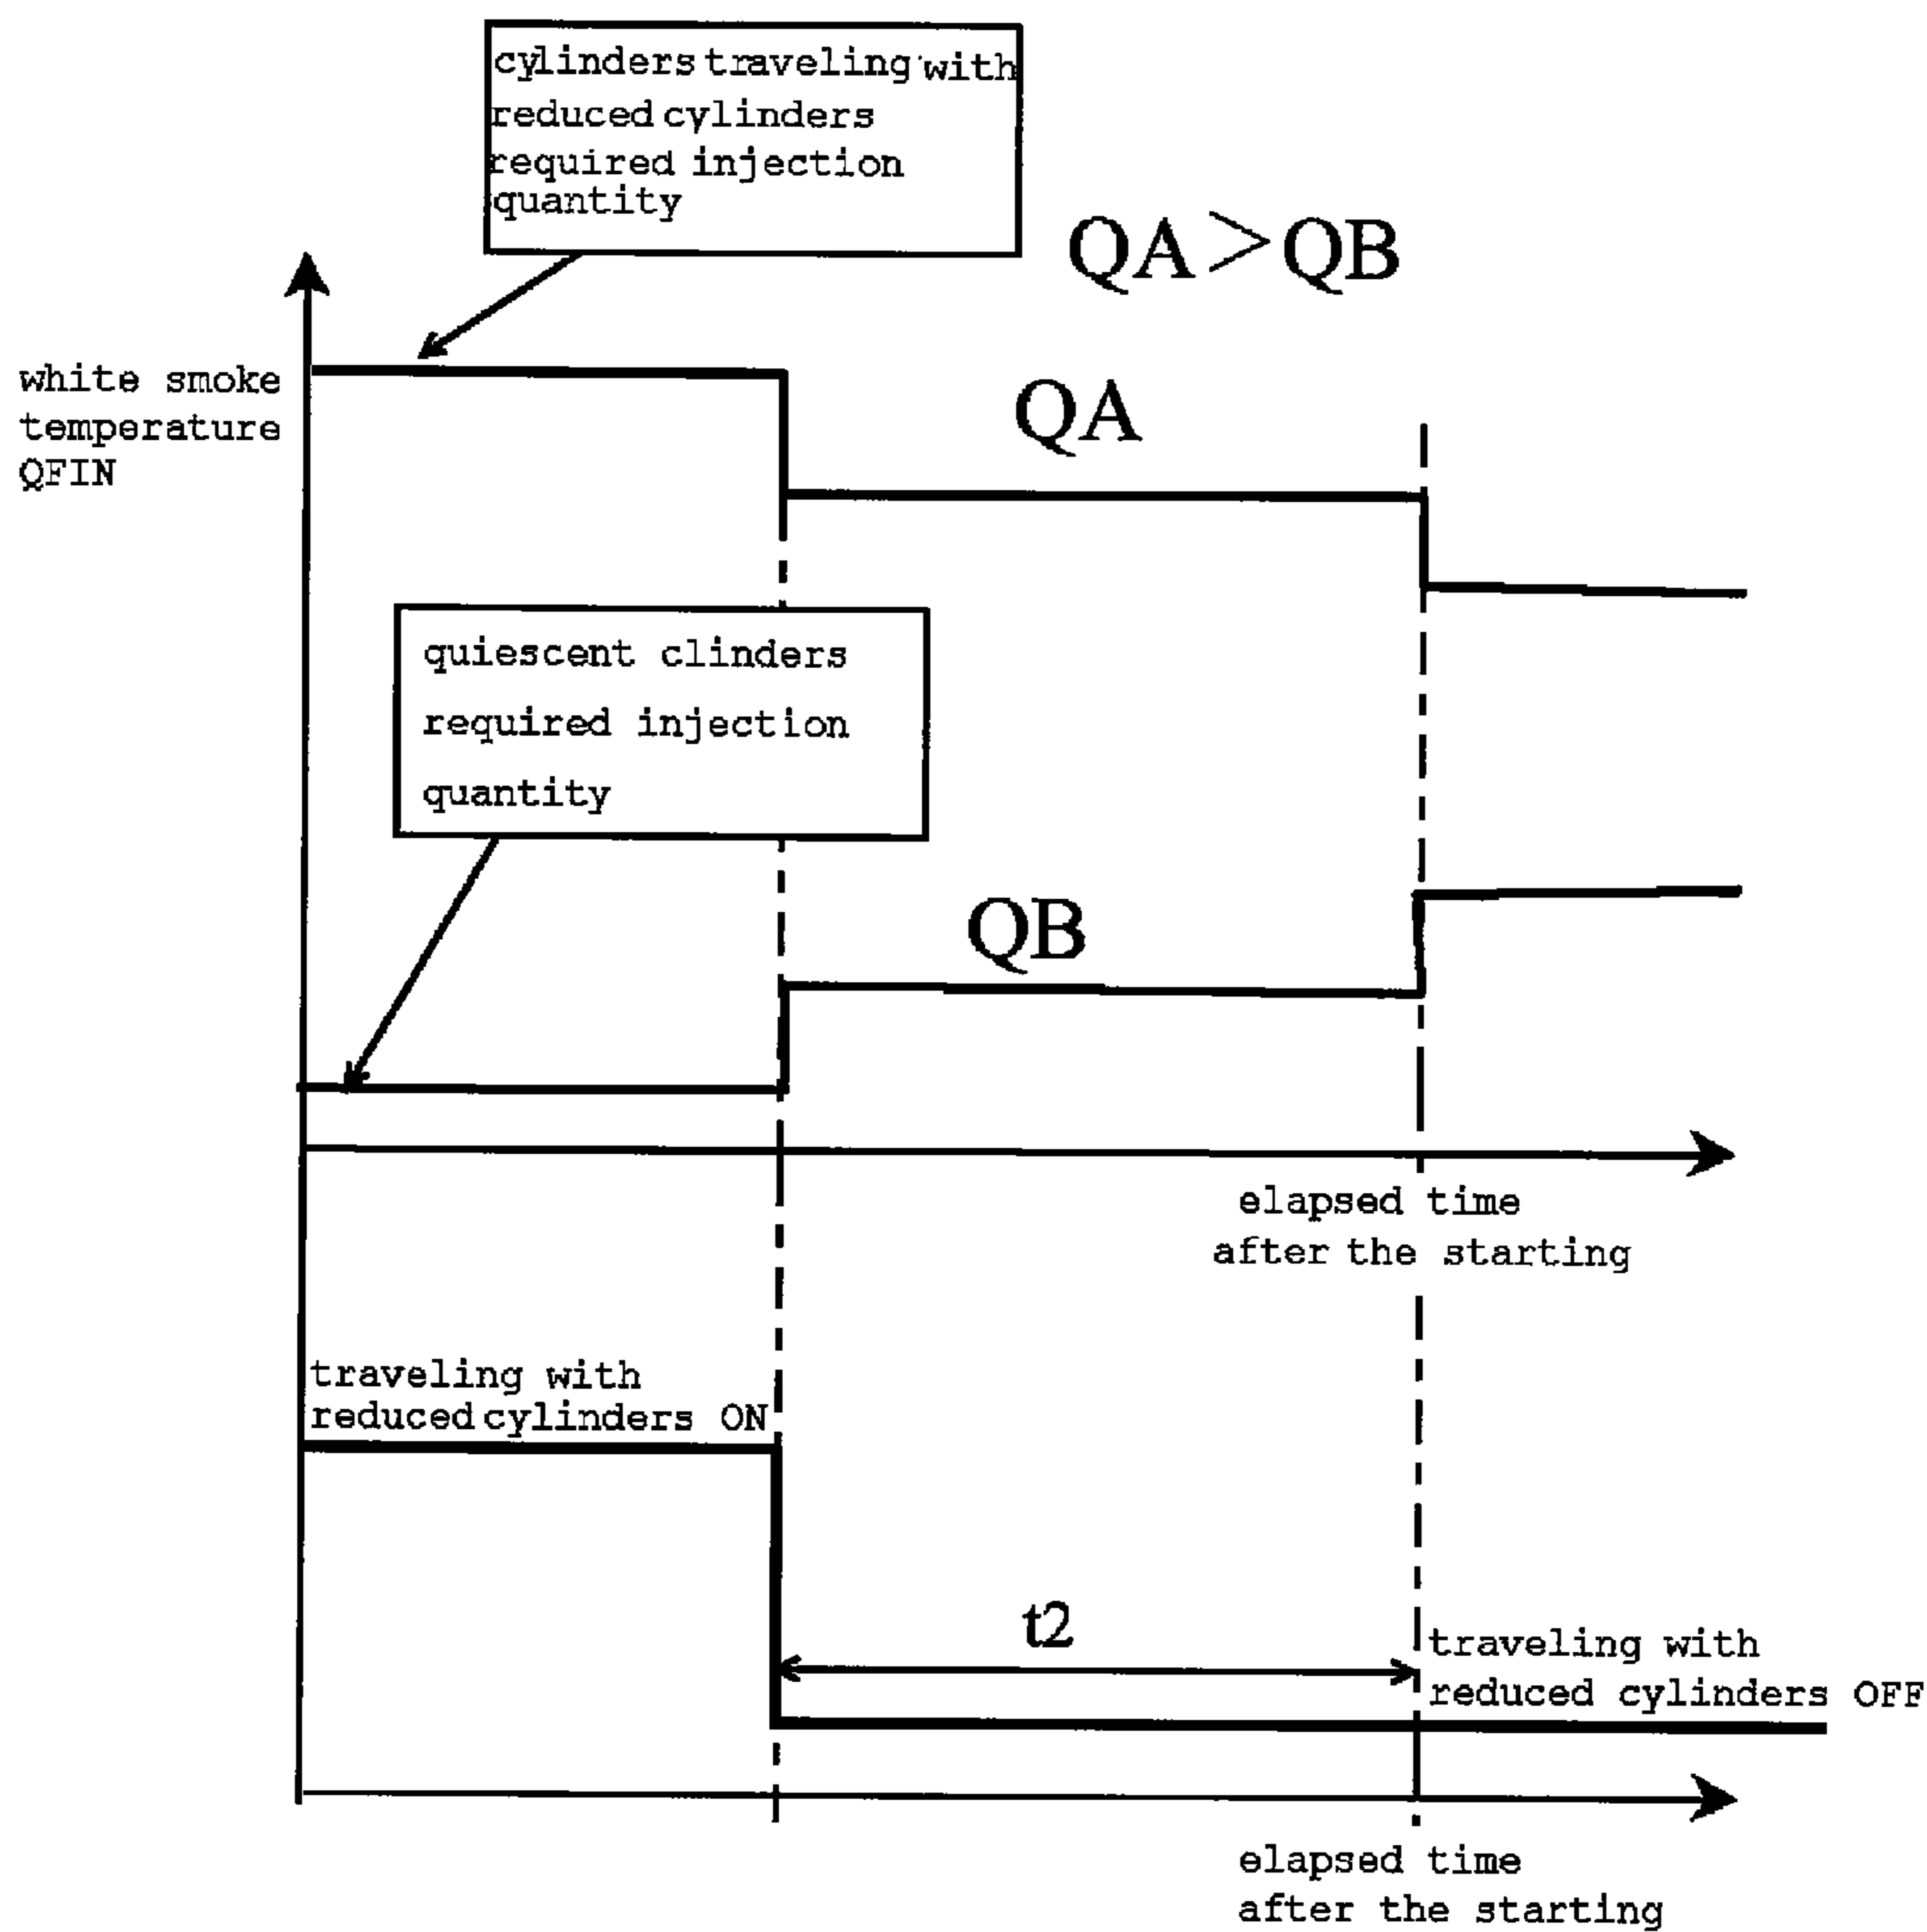 cylinders traveling with
reduced cylinders
required injection
quantity
QA>QB
white smoke
temperature
QFIN
QA
quiescent clinders
required injection
quantity
QB
elapsed time
after the starting
traveling with
reduced cylinders ON
t2
traveling with
reduced cylinders OFF
elapsed time
after the starting